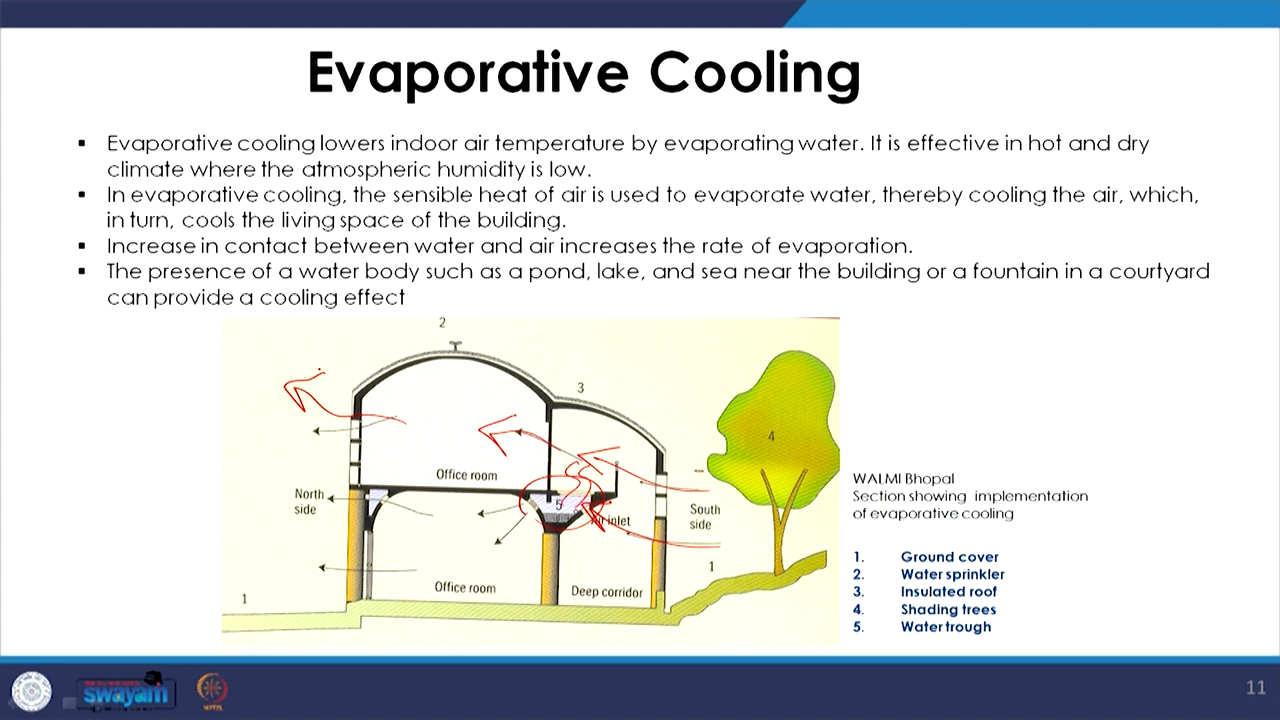 Evaporative Cooling
▪ Evaporative cooling lowers indoor air temperature by evaporating water. It is effective in hot and dry
climate where the atmospheric humidity is low.
▪ In evaporative cooling, the sensible heat of air is used to evaporate water, thereby cooling the air, which,
in turn, cools the living space of the building.
▪ Increase in contact between water and air increases the rate of evaporation.
▪ The presence of a water body such as a pond, lake, and sea near the building or a fountain in a courtyard
can provide a cooling effect
2
3
4
Office room
North
side
5
inlet
South
side
1
Office room
Deep corridor
1
WALMI Bhopal
Section showing implementation
of evaporative cooling
1. Ground cover
2. Water sprinkler
3. Insulated roof
4. Shading trees
5. Water trough
swayam
11